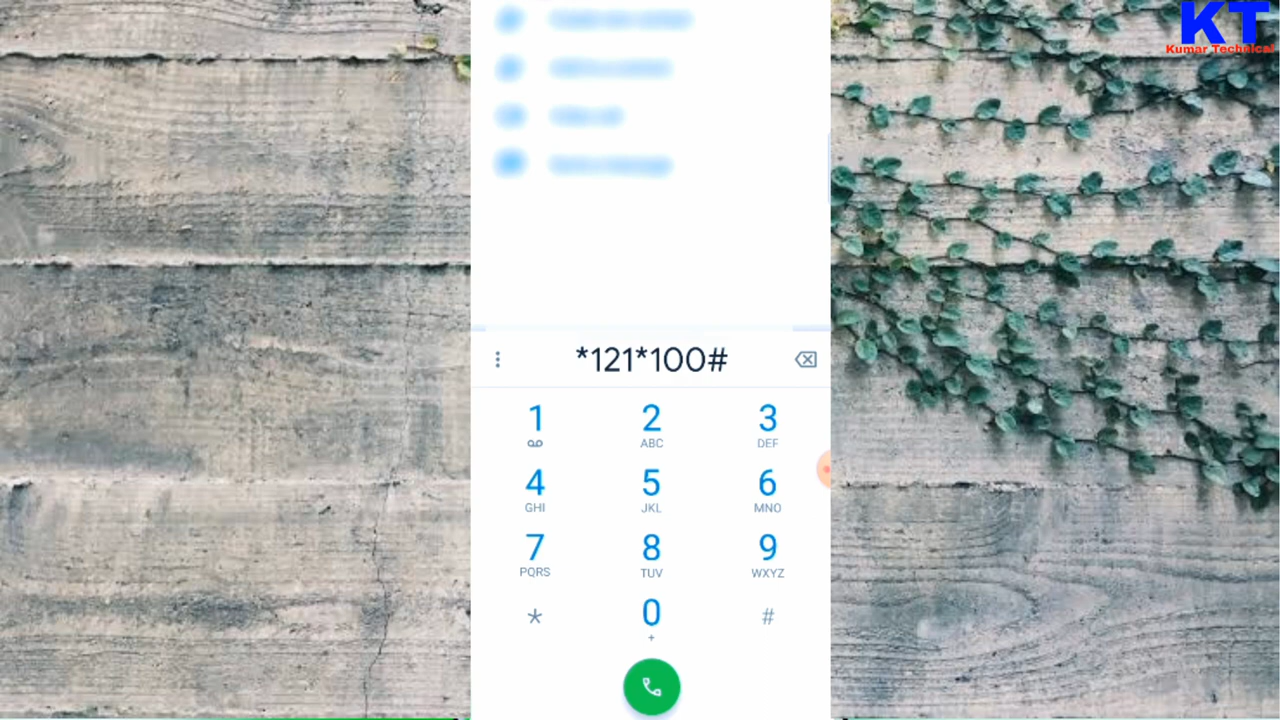 KT
Kumar Technical
*121*100#
1 2 3
ABC DEF
4 5 6
GHI JKL MNO
7 8 9
PQRS TUV WXYZ
* 0 #
+